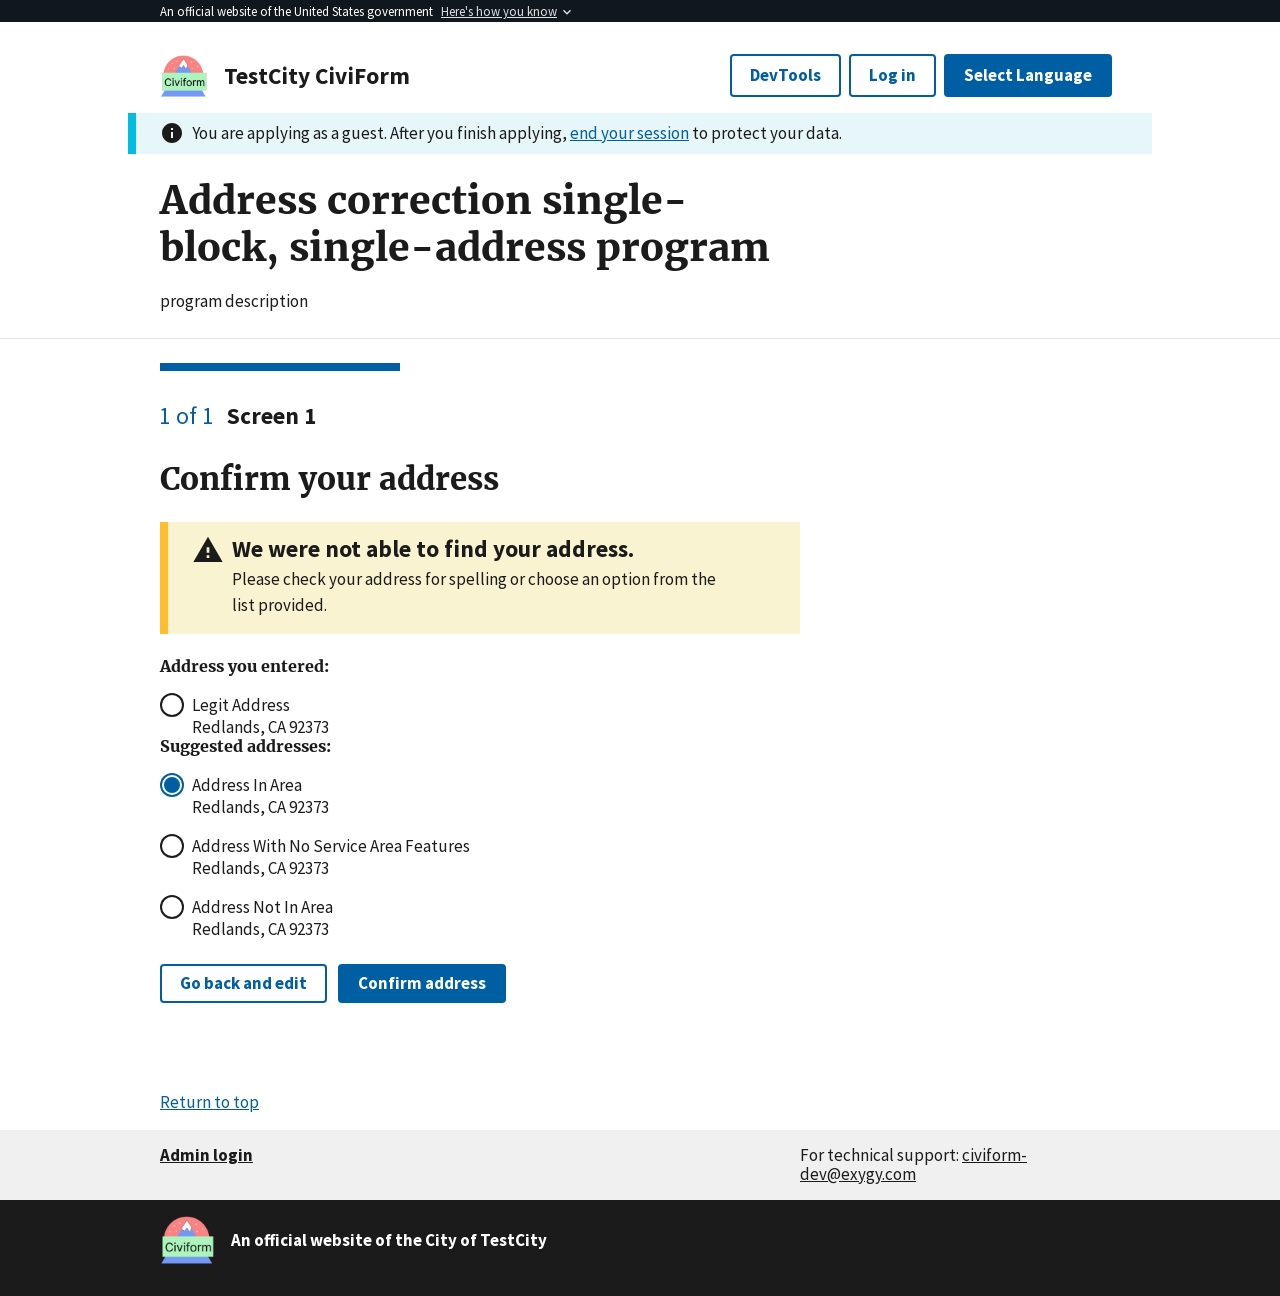 An official website of the United States government Here's how you know
Civiform
TestCity CiviForm
DevTools
Log in
Select Language
You are applying as a guest. After you finish applying, end your session to protect your data.
Address correction single-
block, single-address program
program description
1 of 1 Screen 1
Confirm your address
We were not able to find your address.
Please check your address for spelling or choose an option from the
list provided.
Address you entered:
Legit Address
Redlands, CA 92373
Suggested addresses:
Address In Area
Redlands, CA 92373
Address With No Service Area Features
Redlands, CA 92373
Address Not In Area
Redlands, CA 92373
Go back and edit
Confirm address
Return to top
Admin login
For technical support: civiform-
dev@exygy.com
Civiform
An official website of the City of TestCity